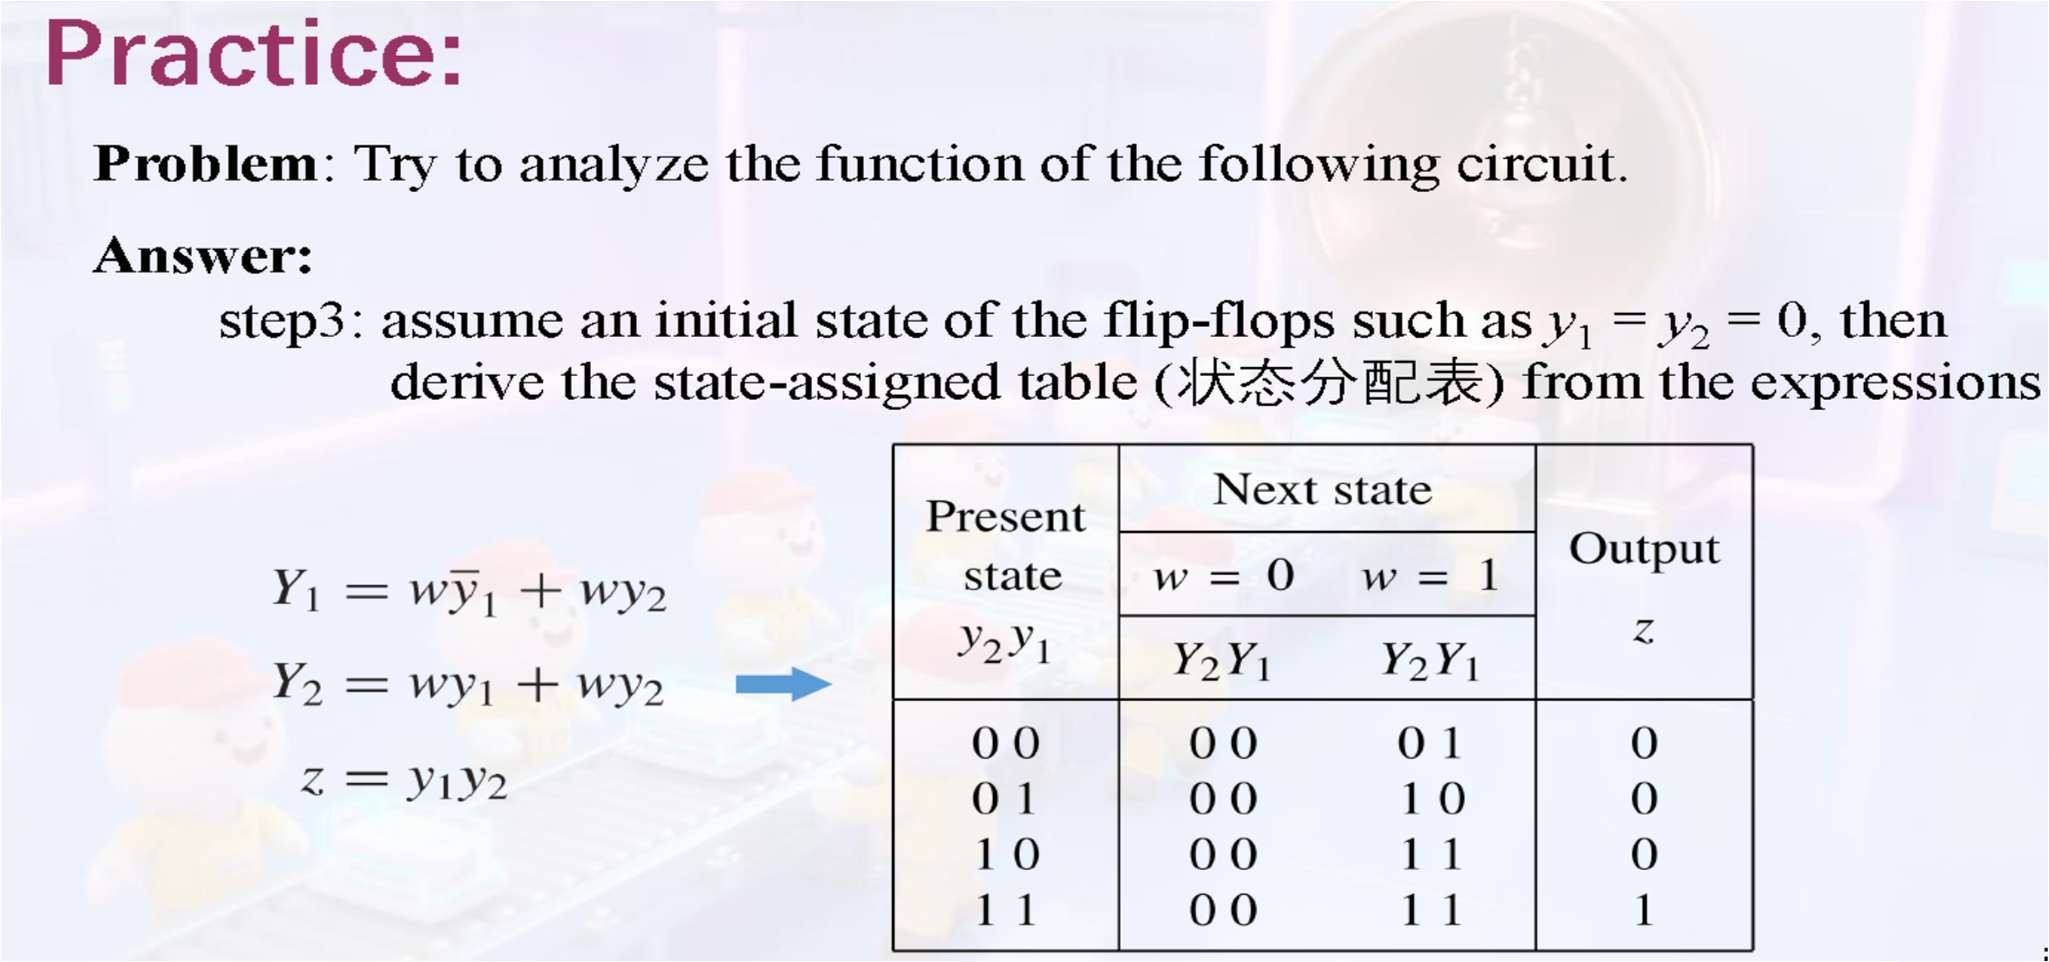 Practice:
Problem: Try to analyze the function of the following circuit.
Answer:
step3: assume an initial state of the flip-flops such as y₁ = y₂ = 0, then
derive the state-assigned table (状态分配表) from the expressions
Y₁ = wȳ₁ + wy₂
Y₂ = wy₁ + wy₂
z = y₁y₂
Present state y₂y₁ Next state Output z
w = 0 w = 1
Y₂Y₁ Y₂Y₁
0 0 0 0 0 1 0
0 1 0 0 1 0 0
1 0 0 0 1 1 0
1 1 0 0 1 1 1